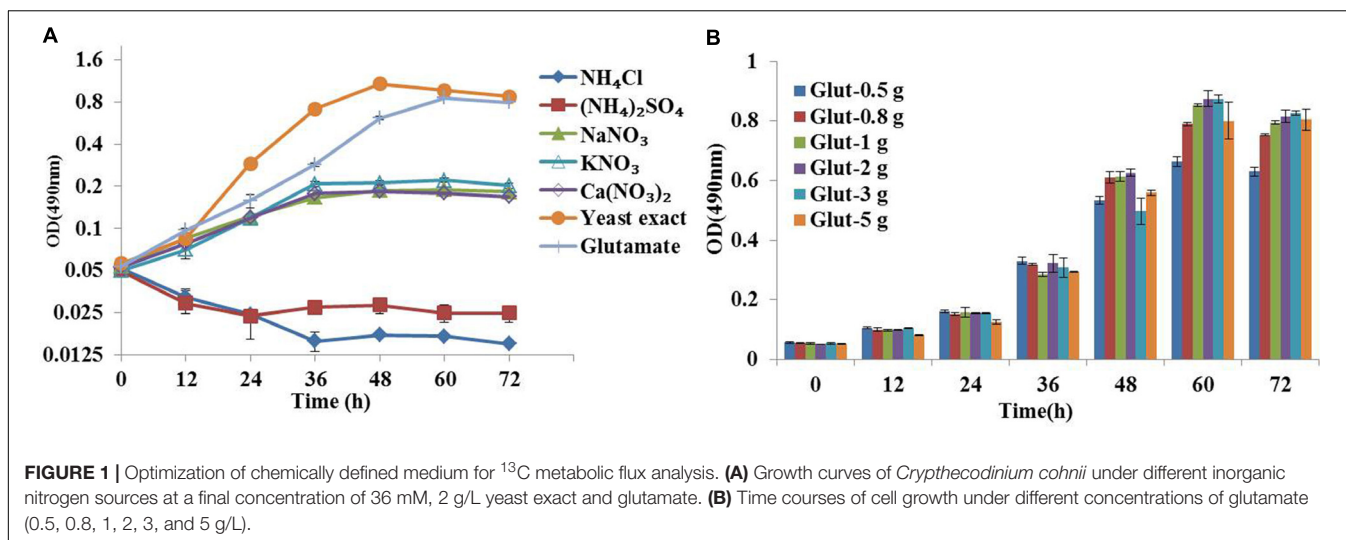 A
OD(490nm)
1.6
0.8
0.4
0.2
0.1
0.05
0.025
0.0125
0 12 24 36 48 60 72
Time (h)
NH₄Cl
(NH₄)₂SO₄
NaNO₃
KNO₃
Ca(NO₃)₂
Yeast exact
Glutamate
B
OD(490nm)
1
0.8
0.6
0.4
0.2
0
Glut-0.5 g
Glut-0.8 g
Glut-1 g
Glut-2 g
Glut-3 g
Glut-5 g
0 12 24 36 48 60 72
Time(h)
FIGURE 1 | Optimization of chemically defined medium for ¹³C metabolic flux analysis. (A) Growth curves of Crypthecodinium cohnii under different inorganic
nitrogen sources at a final concentration of 36 mM, 2 g/L yeast exact and glutamate. (B) Time courses of cell growth under different concentrations of glutamate
(0.5, 0.8, 1, 2, 3, and 5 g/L).